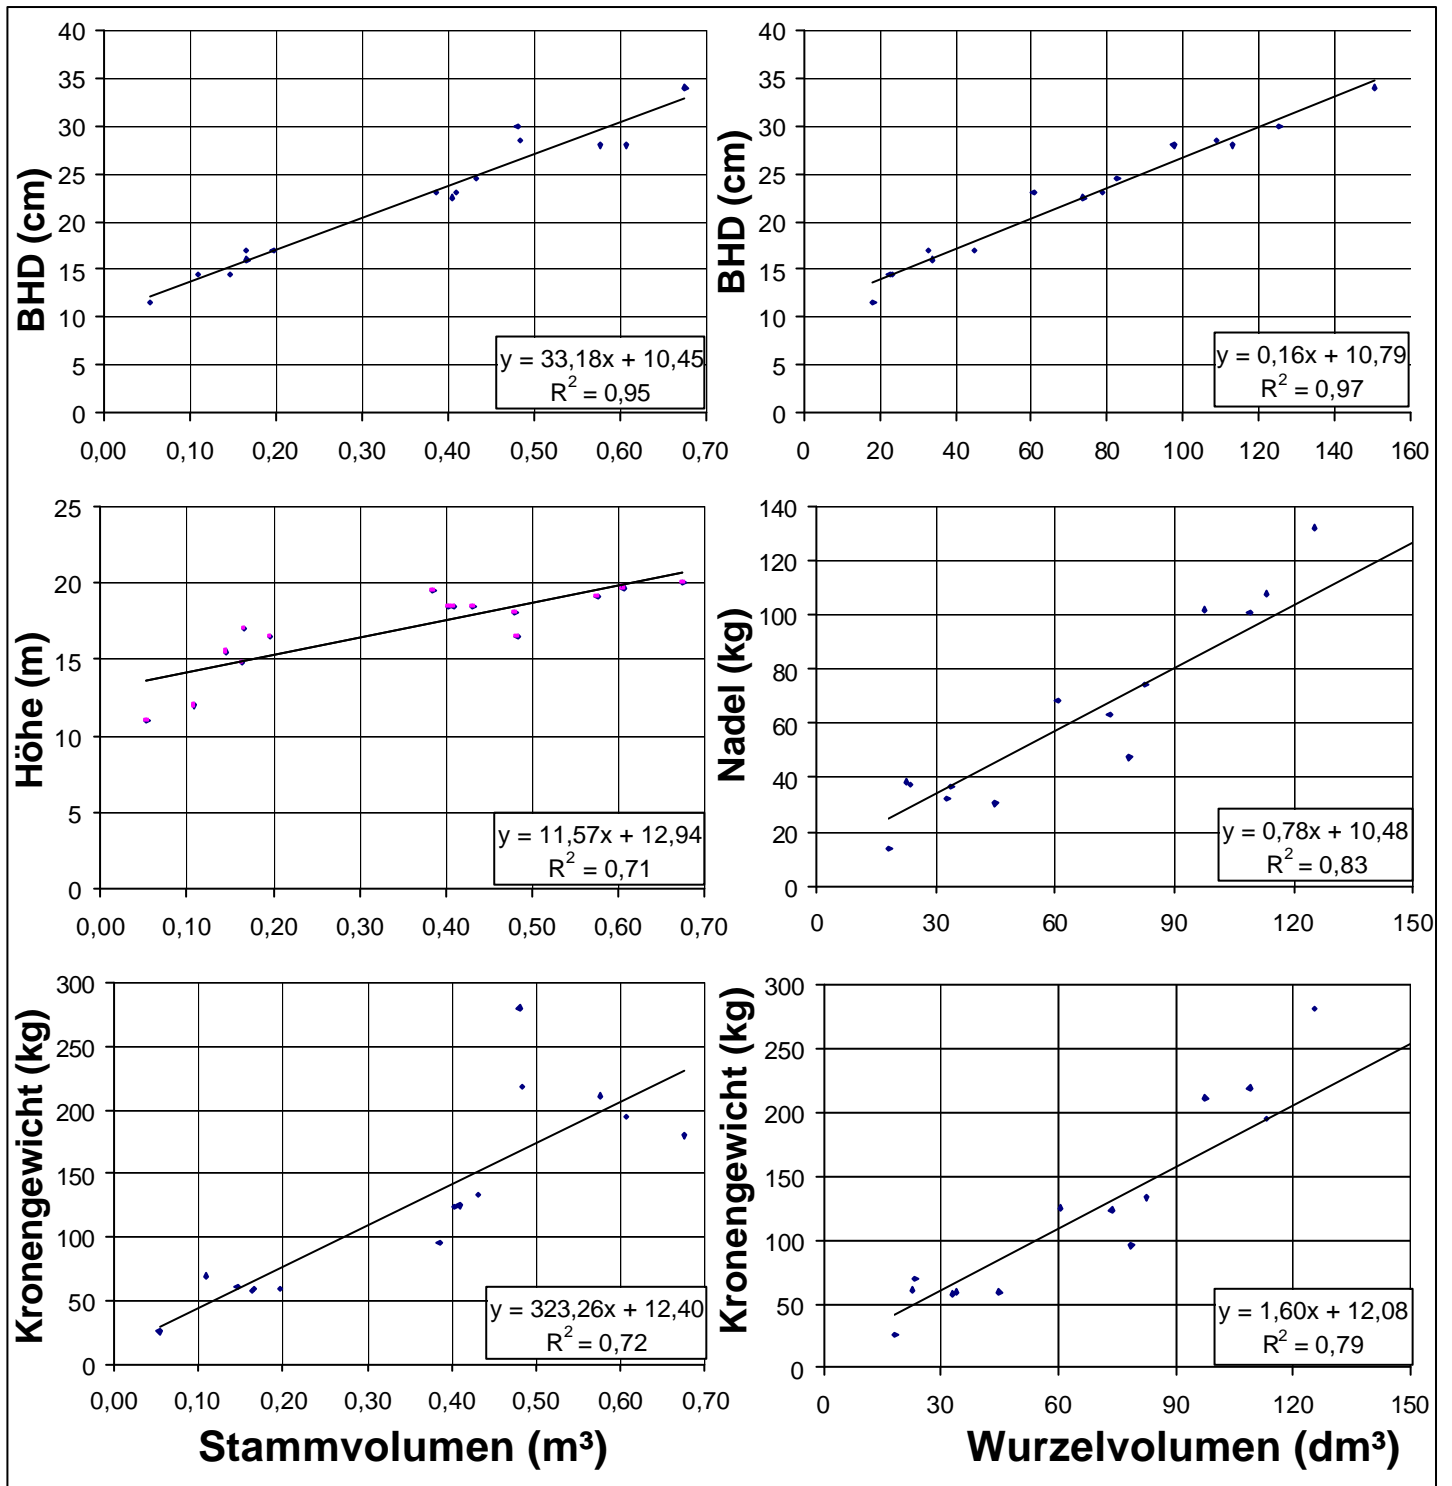 BHD (cm)
40
35
30
25
20
15
10
5
0
y = 33,18x + 10,45
R² = 0,95
0,00 0,10 0,20 0,30 0,40 0,50 0,60 0,70
BHD (cm)
40
35
30
25
20
15
10
5
0
y = 0,16x + 10,79
R² = 0,97
0 20 40 60 80 100 120 140 160
Höhe (m)
25
20
15
10
5
0
y = 11,57x + 12,94
R² = 0,71
0,00 0,10 0,20 0,30 0,40 0,50 0,60 0,70
Nadel (kg)
140
120
100
80
60
40
20
0
y = 0,78x + 10,48
R² = 0,83
0 30 60 90 120 150
Kronengewicht (kg)
300
250
200
150
100
50
0
y = 323,26x + 12,40
R² = 0,72
0,00 0,10 0,20 0,30 0,40 0,50 0,60 0,70
Stammvolumen (m³)
Kronengewicht (kg)
300
250
200
150
100
50
0
y = 1,60x + 12,08
R² = 0,79
0 30 60 90 120 150
Wurzelvolumen (dm³)